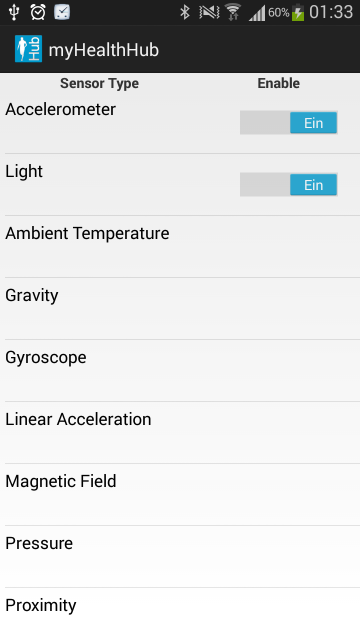 60% 01:33
Hub myHealthHub
Sensor Type Enable
Accelerometer
Ein
Light
Ein
Ambient Temperature
Gravity
Gyroscope
Linear Acceleration
Magnetic Field
Pressure
Proximity